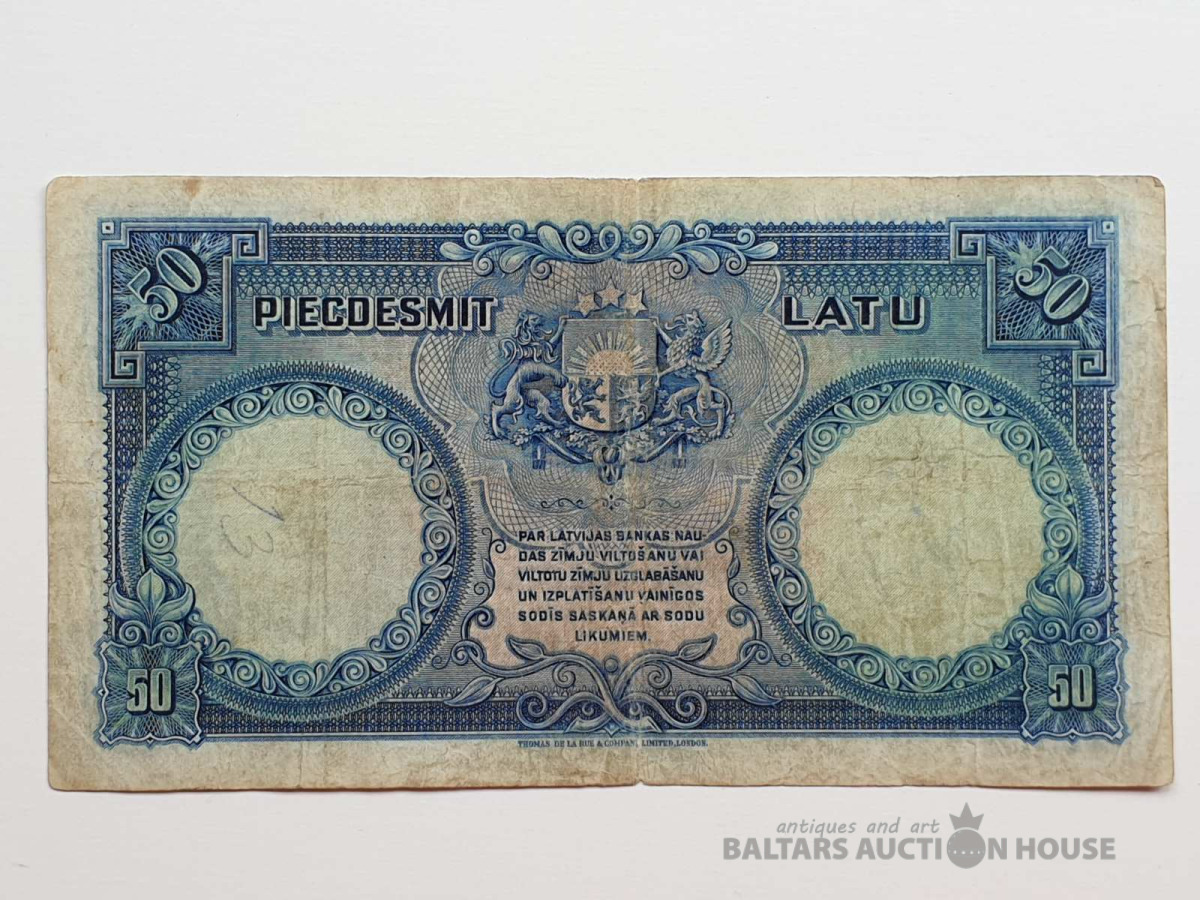 50
50
PIECDESMIT LATU
PAR LATVIJAS BANKAS NAU-
DAS ZĪMJU VILTOŠANU VAI
VILTOTU ZĪMJU UZGLABĀŠANU
UN IZPLATĪŠANU VAINĪGOS
SODĪS SASKAŅĀ AR SODU
LIKUMIEM.
50
50
THOMAS DE LA RUE & COMPANY, LIMITED, LONDON.
antiques and art
BALTARS AUCTION HOUSE